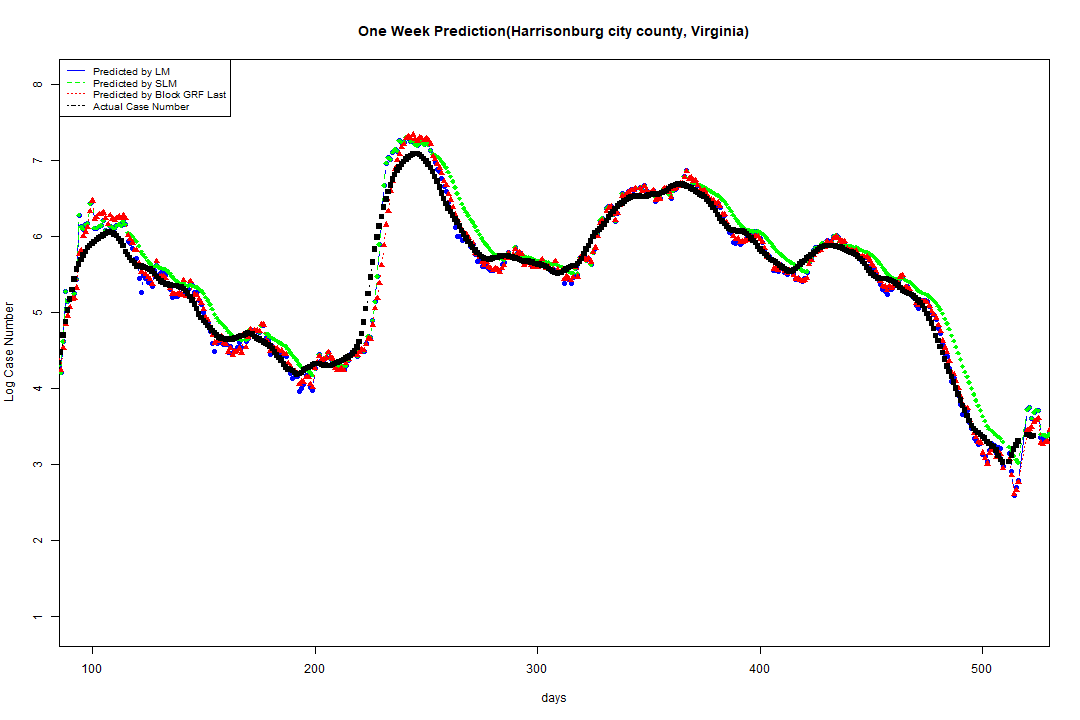 One Week Prediction(Harrisonburg city county, Virginia)
Predicted by LM
Predicted by SLM
Predicted by Block GRF Last
Actual Case Number
8
7
6
5
4
3
2
1
Log Case Number
100 200 300 400 500
days